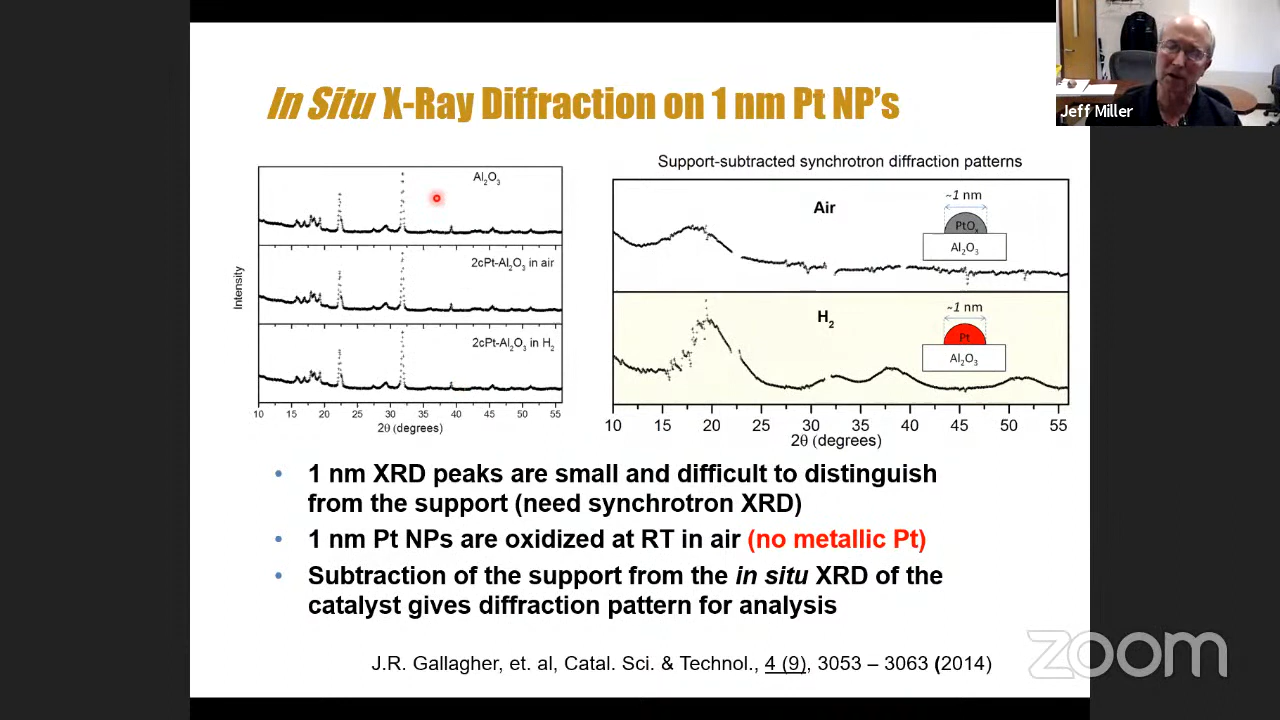 In Situ X-Ray Diffraction on 1 nm Pt NP's
Jeff Miller
Al2O3
2cPt-Al2O3 in air
2cPt-Al2O3 in H2
Intensity
10 15 20 25 30 35 40 45 50 55
2θ (degrees)
Support-subtracted synchrotron diffraction patterns
Air
~1 nm
PtOx
Al2O3
H2
~1 nm
Pt
Al2O3
10 15 20 25 30 35 40 45 50 55
2θ (degrees)
• 1 nm XRD peaks are small and difficult to distinguish
from the support (need synchrotron XRD)
• 1 nm Pt NPs are oxidized at RT in air (no metallic Pt)
• Subtraction of the support from the in situ XRD of the
catalyst gives diffraction pattern for analysis
J.R. Gallagher, et. al, Catal. Sci. & Technol., 4 (9), 3053 – 3063 (2014)
zoom